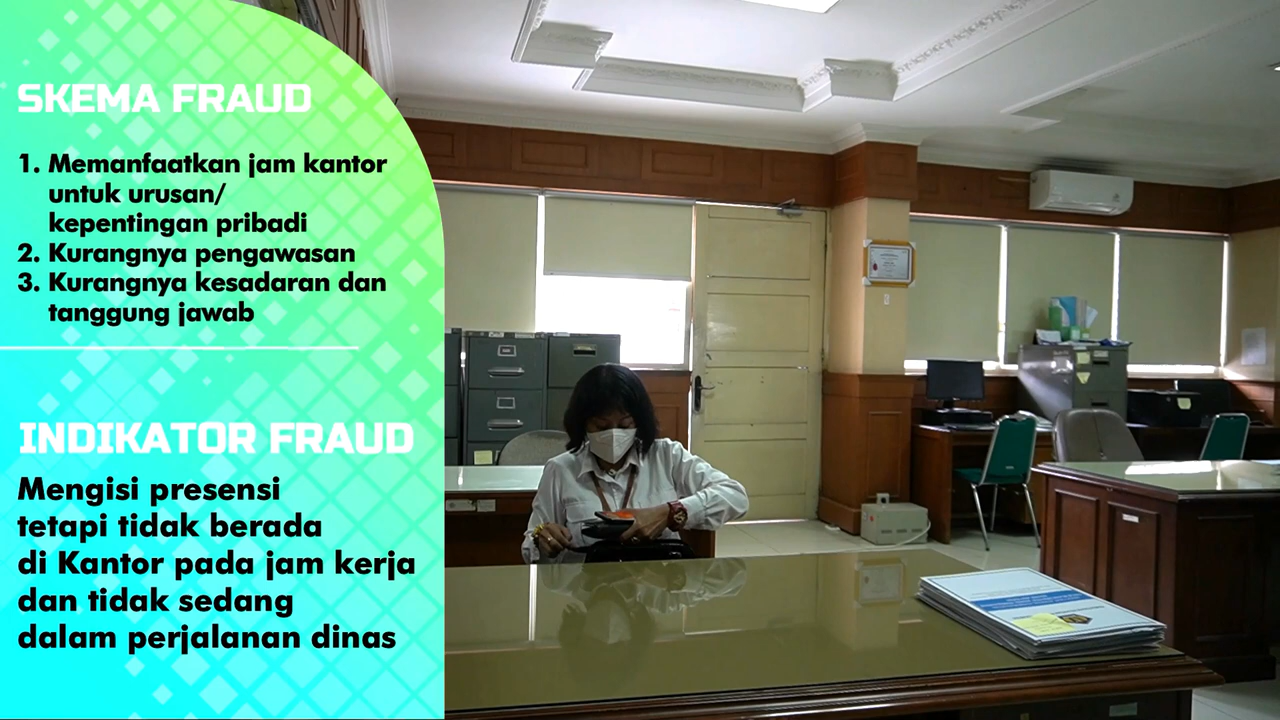 SKEMA FRAUD
1. Memanfaatkan jam kantor
untuk urusan/
kepentingan pribadi
2. Kurangnya pengawasan
3. Kurangnya kesadaran dan
tanggung jawab
INDIKATOR FRAUD
Mengisi presensi
tetapi tidak berada
di Kantor pada jam kerja
dan tidak sedang
dalam perjalanan dinas